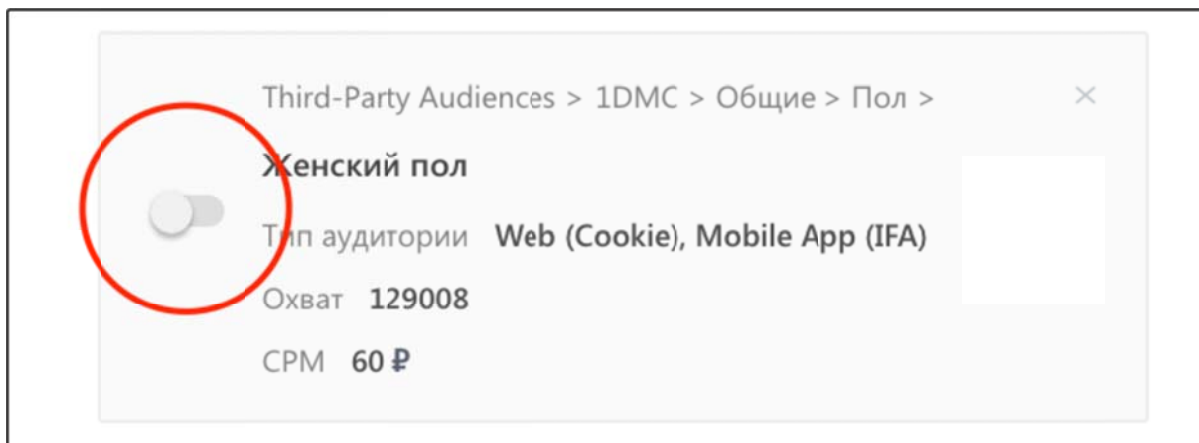 Third-Party Audiences > 1DMC > Общие > Пол >
Женский пол
Тип аудитории Web (Cookie), Mobile App (IFA)
Охват 129008
CPM 60 ₽